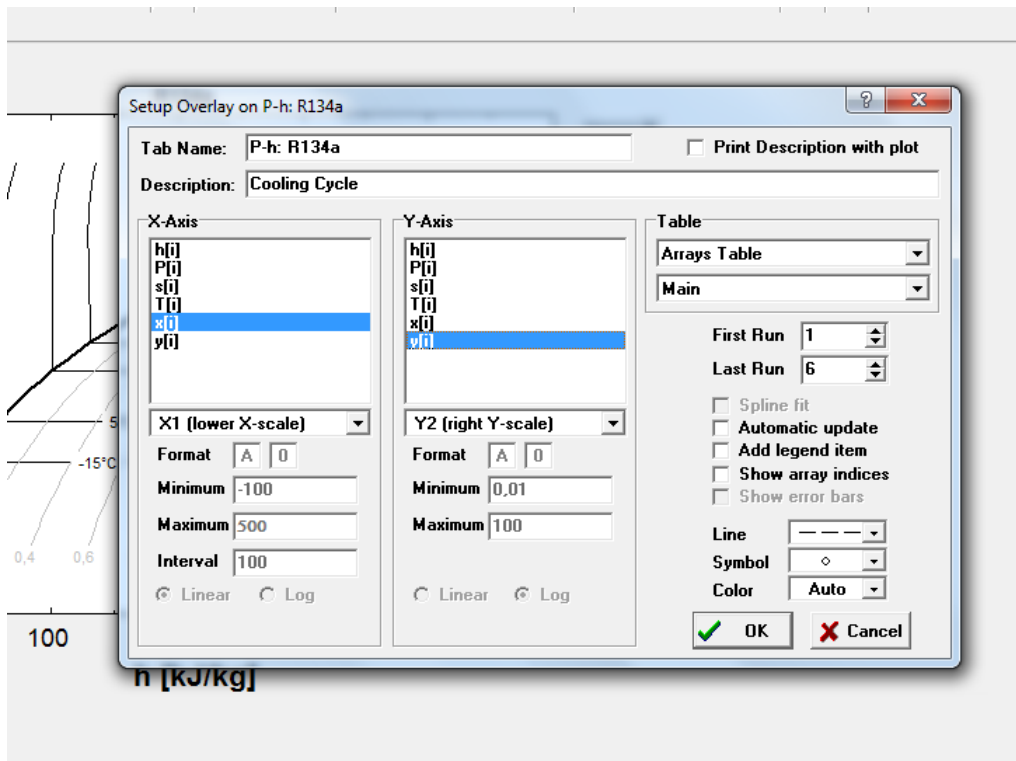 Setup Overlay on P-h: R134a
Tab Name: P-h: R134a
Print Description with plot
Description: Cooling Cycle
X-Axis
h[i]
P[i]
s[i]
T[i]
x[i]
y[i]
X1 (lower X-scale)
Format A 0
Minimum -100
Maximum 500
Interval 100
Linear Log
Y-Axis
h[i]
P[i]
s[i]
T[i]
x[i]
y[i]
Y2 (right Y-scale)
Format A 0
Minimum 0,01
Maximum 100
Linear Log
Table
Arrays Table
Main
First Run 1
Last Run 6
Spline fit
Automatic update
Add legend item
Show array indices
Show error bars
Line
Symbol
Color Auto
OK Cancel
5
-15°C
0,4 0,6
100
h [kJ/kg]